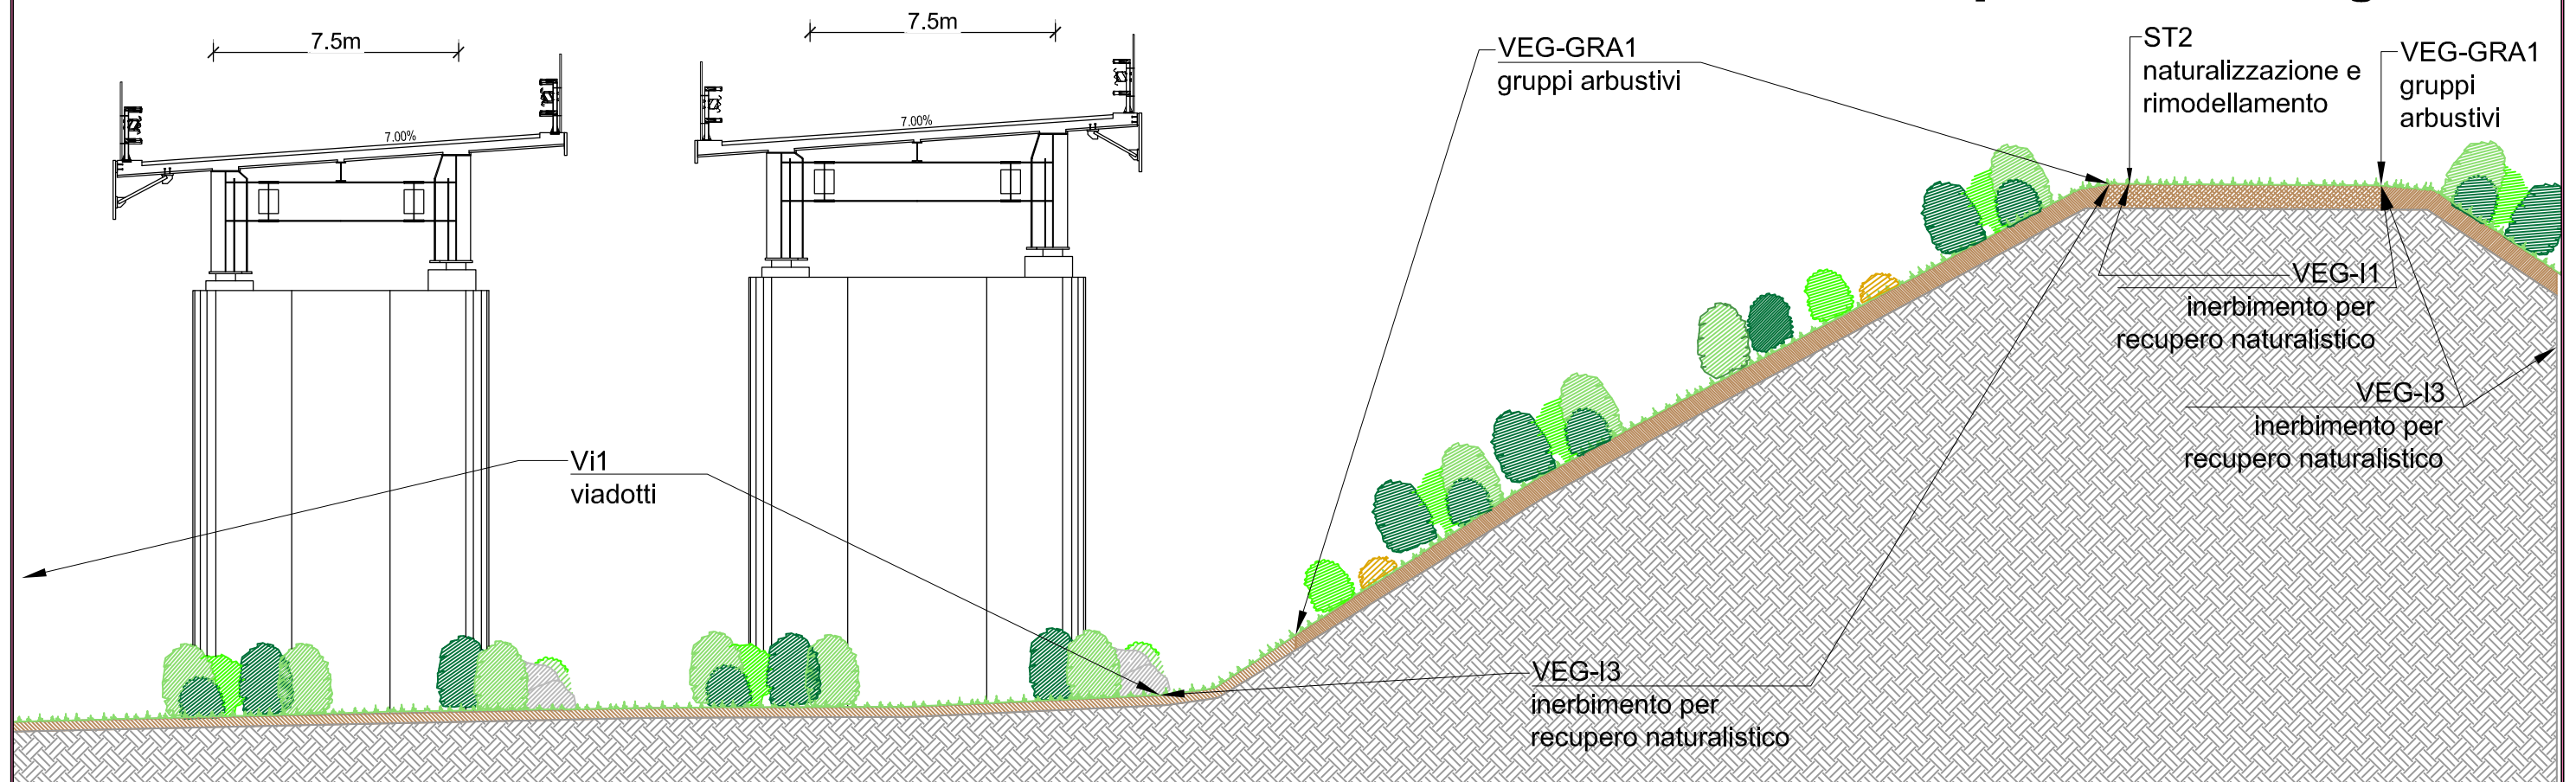 7.5m
7.5m
7.00%
7.00%
VEG-GRA1
gruppi arbustivi
ST2
naturalizzazione e
rimodellamento
VEG-GRA1
gruppi
arbustivi
VEG-I1
inerbimento per
recupero naturalistico
VEG-I3
inerbimento per
recupero naturalistico
Vi1
viadotti
VEG-I3
inerbimento per
recupero naturalistico